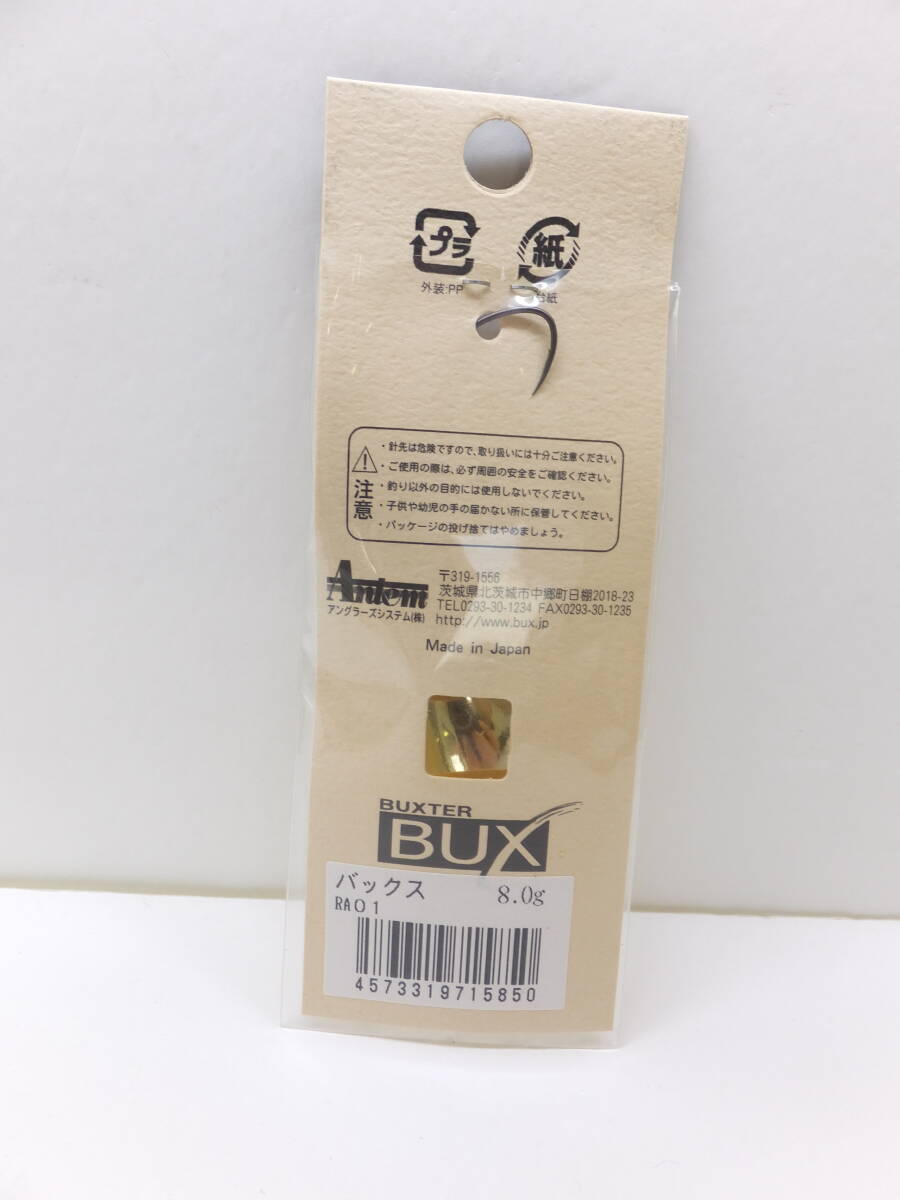 プラ
紙
外装:PP
台紙
注意
・針先は危険ですので、取り扱いには十分ご注意ください。
・ご使用の際は、必ず周囲の安全をご確認ください。
・釣り以外の目的には使用しないでください。
・子供や幼児の手の届かない所に保管してください。
・パッケージの投げ捨てはやめましょう。
Antem
アングラーズシステム(株)
〒319-1556
茨城県北茨城市中郷町日棚2018-23
TEL0293-30-1234 FAX0293-30-1235
http://www.bux.jp
Made in Japan
BUXTER
BUX
バックス 8.0g
RA01
4573319715850